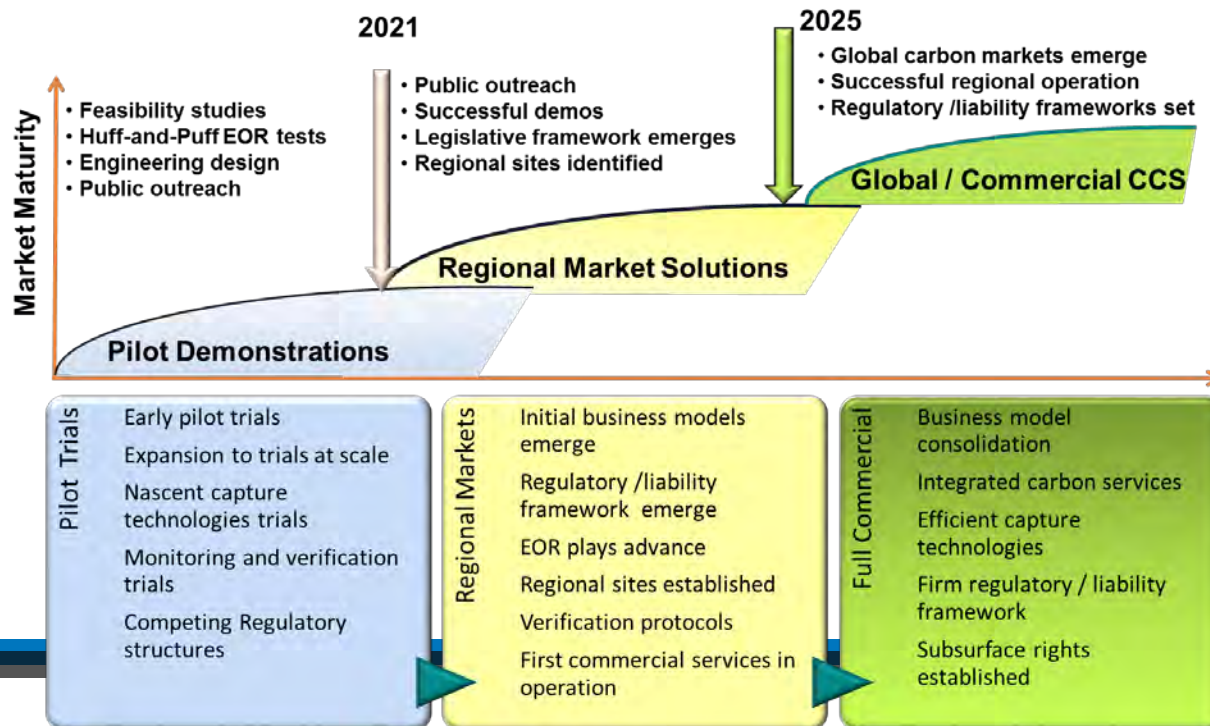 2021
2025
• Global carbon markets emerge
• Successful regional operation
• Regulatory /liability frameworks set
• Public outreach
• Successful demos
• Legislative framework emerges
• Regional sites identified
• Feasibility studies
• Huff-and-Puff EOR tests
• Engineering design
• Public outreach
Market Maturity
Global / Commercial CCS
Regional Market Solutions
Pilot Demonstrations
Pilot Trials
Early pilot trials
Expansion to trials at scale
Nascent capture
technologies trials
Monitoring and verification
trials
Competing Regulatory
structures
Regional Markets
Initial business models
emerge
Regulatory /liability
framework emerge
EOR plays advance
Regional sites established
Verification protocols
First commercial services in
operation
Full Commercial
Business model
consolidation
Integrated carbon services
Efficient capture
technologies
Firm regulatory / liability
framework
Subsurface rights
established